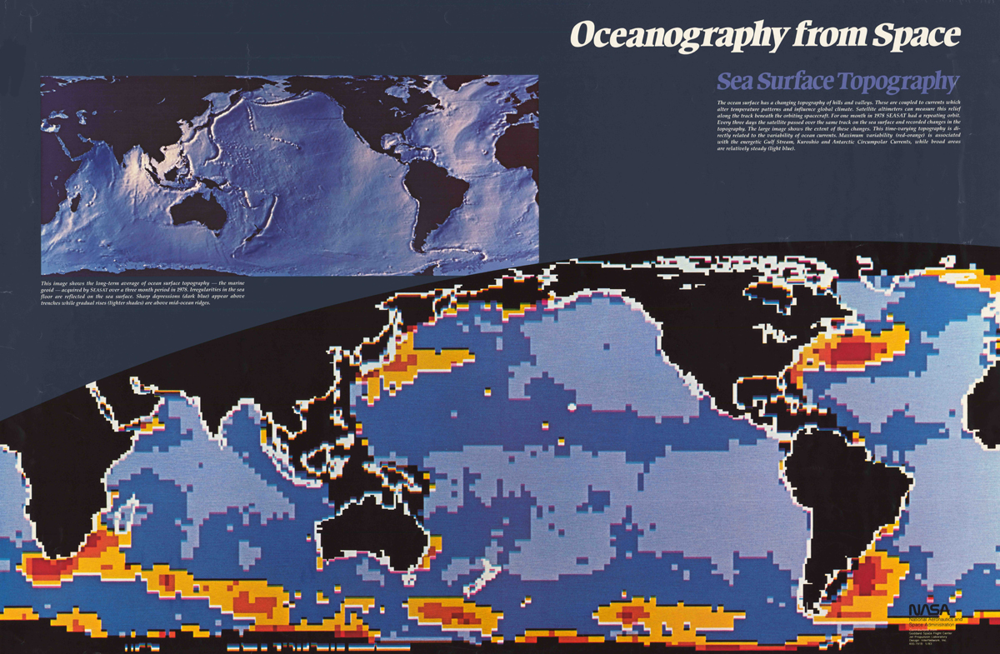 Oceanography from Space
Sea Surface Topography
The ocean surface has a changing topography of hills and valleys. These are coupled to currents which
alter temperature patterns and influence global climate. Satellite altimeters can measure this relief
along the track beneath the orbiting spacecraft. For one month in 1978 SEASAT had a repeating orbit.
Every three days the satellite passed over the same track on the sea surface and recorded changes in the
topography. The large image shows the extent of these changes. This time-varying topography is di-
rectly related to the variability of ocean currents. Maximum variability (red-orange) is associated
with the energetic Gulf Stream, Kuroshio and Antarctic Circumpolar Currents, while broad areas
are relatively steady (light blue).
This image shows the long-term average of ocean surface topography — the marine
geoid — acquired by SEASAT over a three month period in 1978. Irregularities in the sea
floor are reflected on the sea surface. Sharp depressions (dark blue) appear above
trenches while gradual rises (lighter shades) are above mid-ocean ridges.
NASA
National Aeronautics and
Space Administration
Goddard Space Flight Center
Jet Propulsion Laboratory